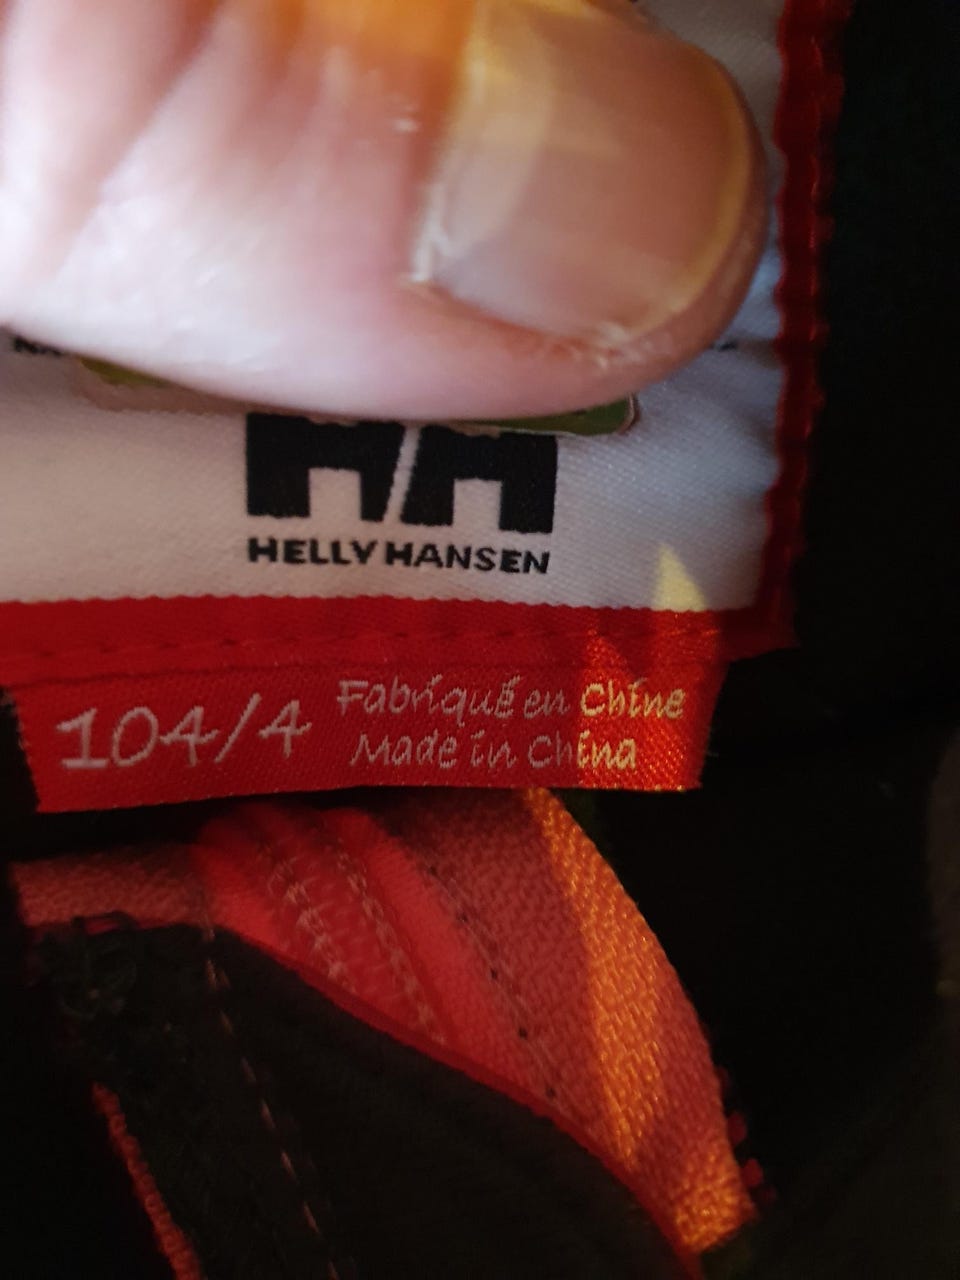 HH
HELLY HANSEN
104/4
Fabriqué en Chine
Made in China